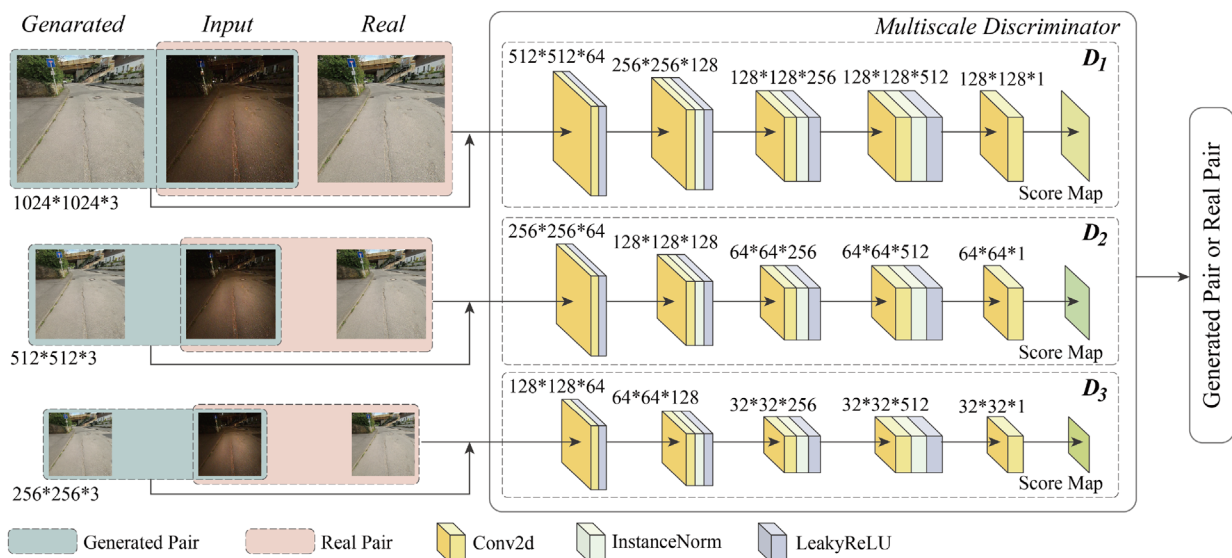 Genarated
Input
Real
Multiscale Discriminator
1024*1024*3
D1
512*512*64
256*256*128
128*128*256
128*128*512
128*128*1
Score Map
512*512*3
D2
256*256*64
128*128*128
64*64*256
64*64*512
64*64*1
Score Map
256*256*3
D3
128*128*64
64*64*128
32*32*256
32*32*512
32*32*1
Score Map
Generated Pair or Real Pair
Generated Pair
Real Pair
Conv2d
InstanceNorm
LeakyReLU